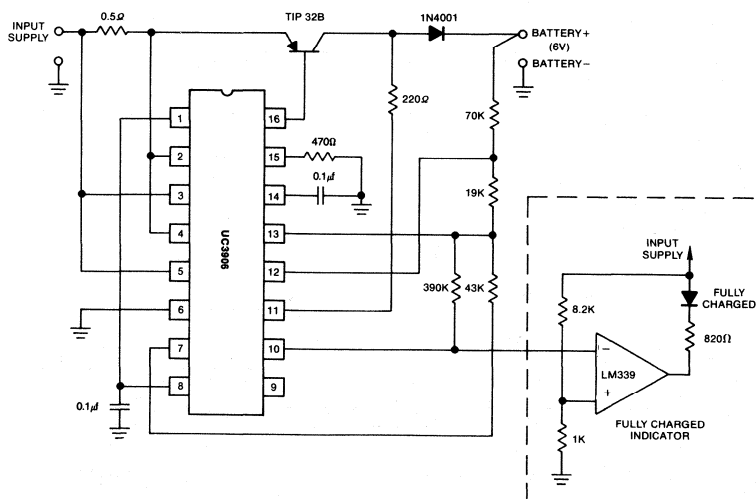 0.5Ω
TIP 32B
1N4001
INPUT
SUPPLY
BATTERY+
(6V)
BATTERY−
220Ω
70K
1
16
470Ω
2
15
0.1µf
19K
3
14
4
13
UC3906
5
12
390K
43K
6
11
7
10
8
9
0.1µf
INPUT
SUPPLY
FULLY
CHARGED
8.2K
820Ω
−
LM339
+
1K
FULLY CHARGED
INDICATOR